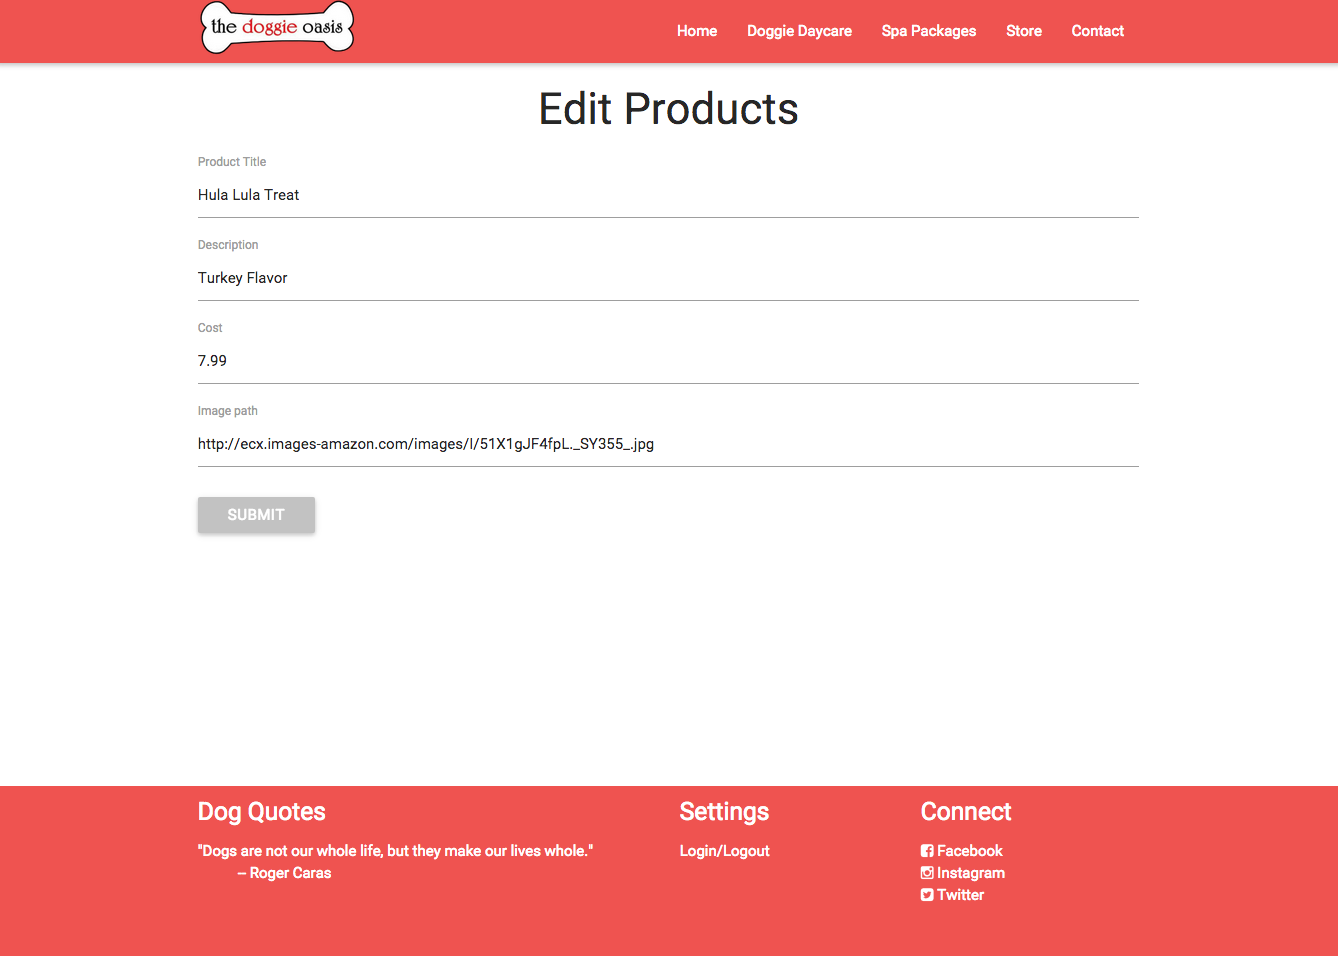 the doggie oasis
Home Doggie Daycare Spa Packages Store Contact
Edit Products
Product Title
Hula Lula Treat
Description
Turkey Flavor
Cost
7.99
Image path
http://ecx.images-amazon.com/images/I/51X1gJF4fpL._SY355_.jpg
SUBMIT
Dog Quotes
"Dogs are not our whole life, but they make our lives whole."
-- Roger Caras
Settings
Login/Logout
Connect
Facebook
Instagram
Twitter